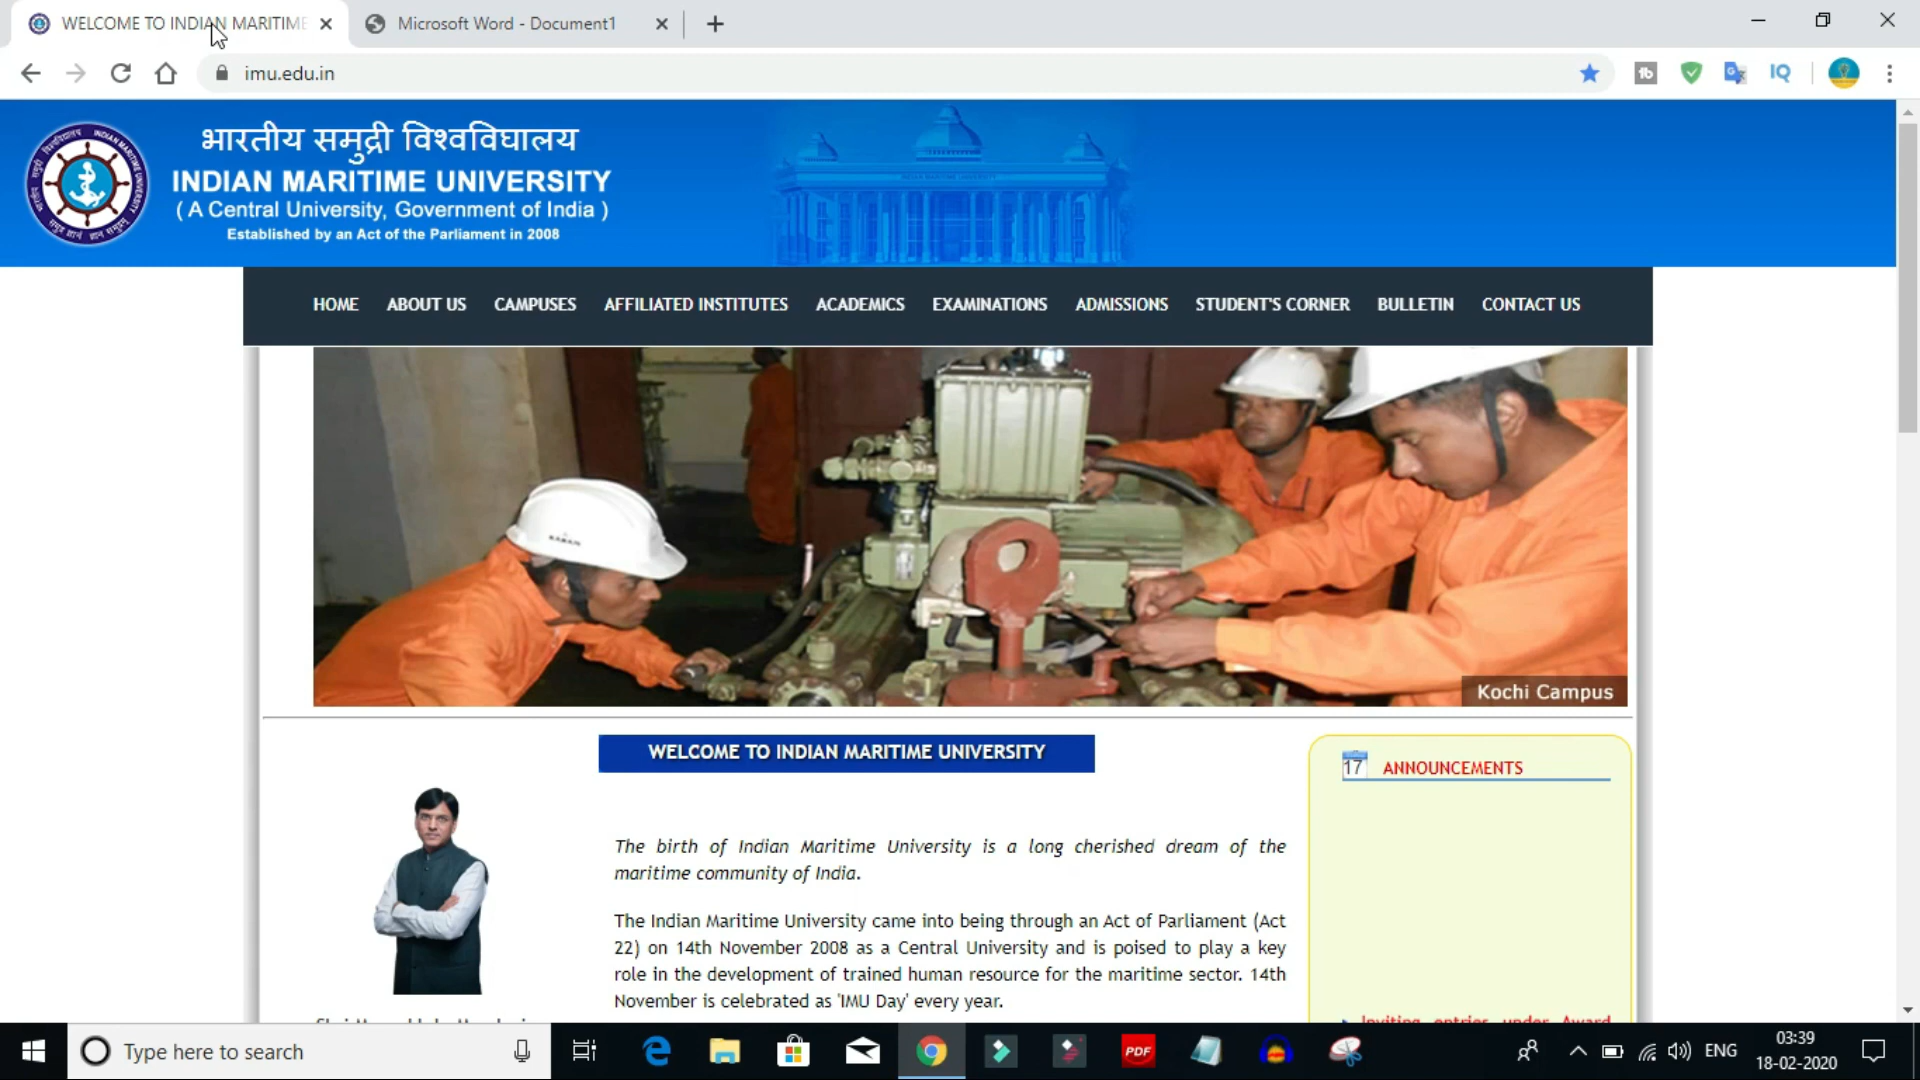 WELCOME TO INDIAN MARITIME
Microsoft Word - Document1
imu.edu.in
भारतीय समुद्री विश्वविघालय
INDIAN MARITIME UNIVERSITY
( A Central University, Government of India )
Established by an Act of the Parliament in 2008
HOME ABOUT US CAMPUSES AFFILIATED INSTITUTES ACADEMICS EXAMINATIONS ADMISSIONS STUDENT'S CORNER BULLETIN CONTACT US
Kochi Campus
WELCOME TO INDIAN MARITIME UNIVERSITY
17 ANNOUNCEMENTS
The birth of Indian Maritime University is a long cherished dream of the
maritime community of India.
The Indian Maritime University came into being through an Act of Parliament (Act
22) on 14th November 2008 as a Central University and is poised to play a key
role in the development of trained human resource for the maritime sector. 14th
November is celebrated as 'IMU Day' every year.
Inviting entries under Award
Type here to search
PDF
ENG
03:39
18-02-2020